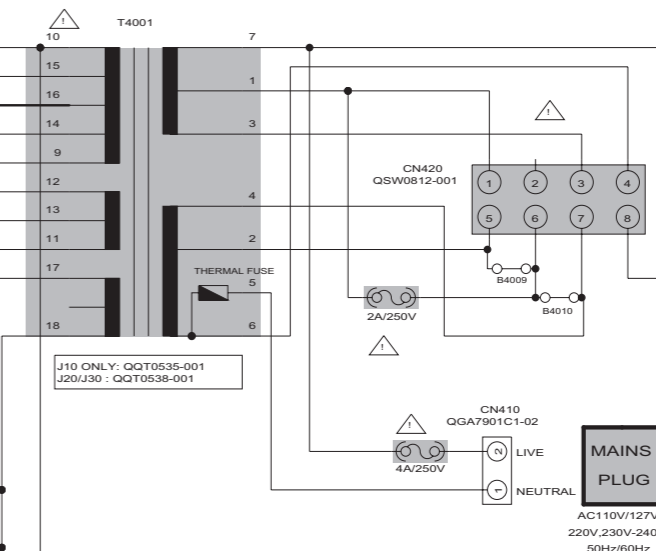 !
T4001
10
7
15
1
16
!
14
3
9
CN420
QSW0812-001
1
2
3
4
12
4
13
5
6
7
8
11
2
17
THERMAL FUSE
5
B4009
B4010
2A/250V
18
6
!
J10 ONLY: QQT0535-001
J20/J30 : QQT0538-001
CN410
QGA7901C1-02
!
2
LIVE
MAINS
4A/250V
PLUG
1
NEUTRAL
AC110V/127V
220V,230V-240
50Hz/60Hz